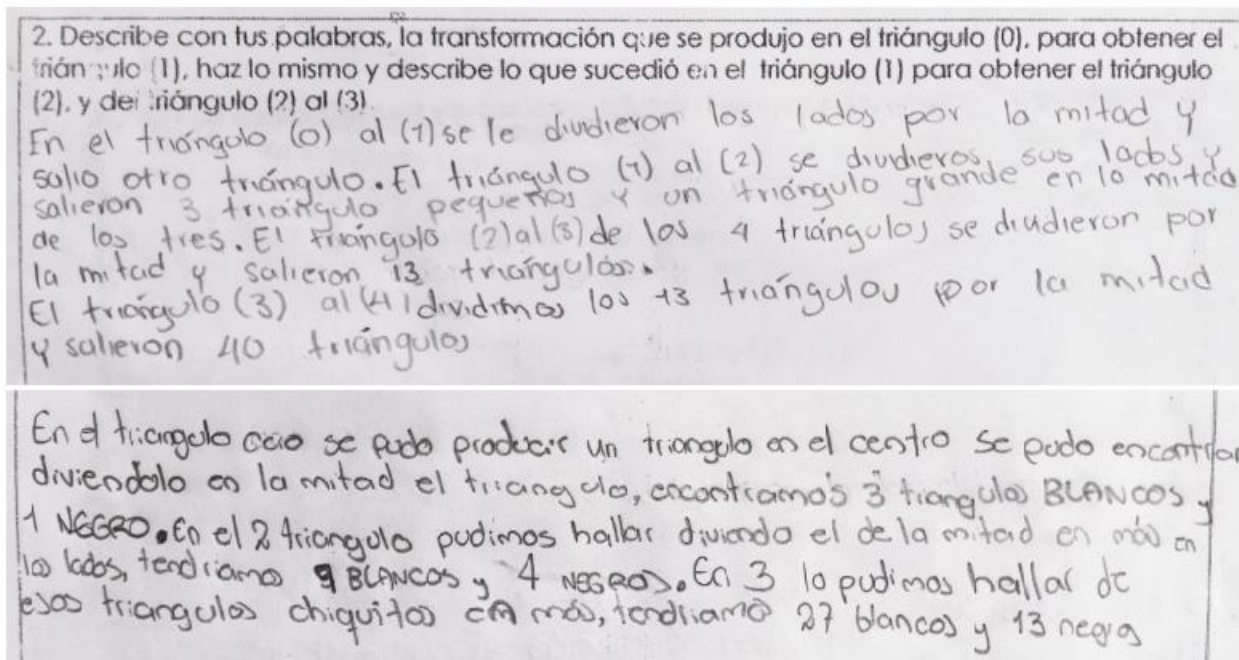 2. Describe con tus palabras, la transformación que se produjo en el triángulo (0), para obtener el
triángulo (1), haz lo mismo y describe lo que sucedió en el triángulo (1) para obtener el triángulo
(2), y del triángulo (2) al (3).
En el triángulo (0) al (1) se le dividieron los lados por la mitad y
salio otro triángulo. El triángulo (1) al (2) se dividieros sus lados y
salieron 3 triángulo pequeños y un triángulo grande en la mitad
de los tres. El triángulo (2) al (3) de los 4 triángulos se dividieron por
la mitad y salieron 13 triángulos.
El triángulo (3) al (4) dividimos los 13 triángulos por la mitad
y salieron 40 triángulos
En el triangulo cero se pudo producir un triangulo en el centro se pudo encontrar
diviendolo en la mitad el triangulo, encontramos 3 triangulos BLANCOS y
1 NEGRO. En el 2 triangulo pudimos hallar diviendo el de la mitad en más en
los lados, tendriamos 9 BLANCOS y 4 NEGROS. En 3 lo pudimos hallar de
esos triangulos chiquitos en más, tendriamo 27 blancos y 13 negros